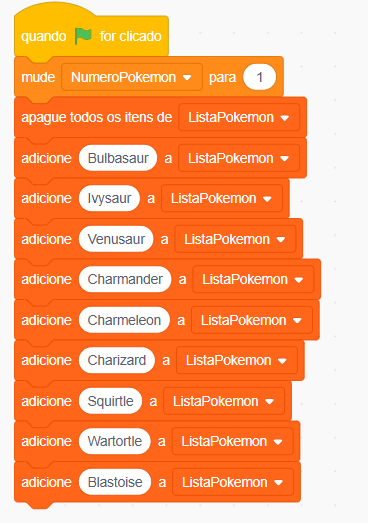 quando for clicado
mude NumeroPokemon para 1
apague todos os itens de ListaPokemon
adicione Bulbasaur a ListaPokemon
adicione Ivysaur a ListaPokemon
adicione Venusaur a ListaPokemon
adicione Charmander a ListaPokemon
adicione Charmeleon a ListaPokemon
adicione Charizard a ListaPokemon
adicione Squirtle a ListaPokemon
adicione Wartortle a ListaPokemon
adicione Blastoise a ListaPokemon